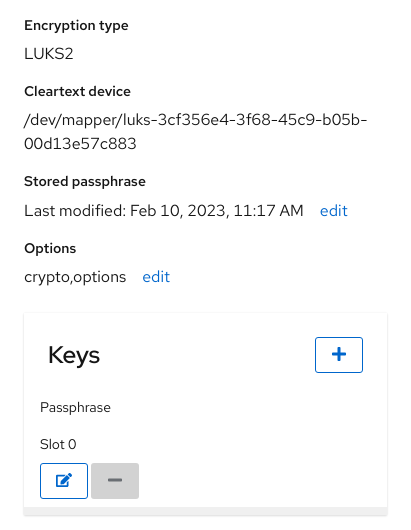 Encryption type
LUKS2
Cleartext device
/dev/mapper/luks-3cf356e4-3f68-45c9-b05b-
00d13e57c883
Stored passphrase
Last modified: Feb 10, 2023, 11:17 AM edit
Options
crypto,options edit
Keys
Passphrase
Slot 0